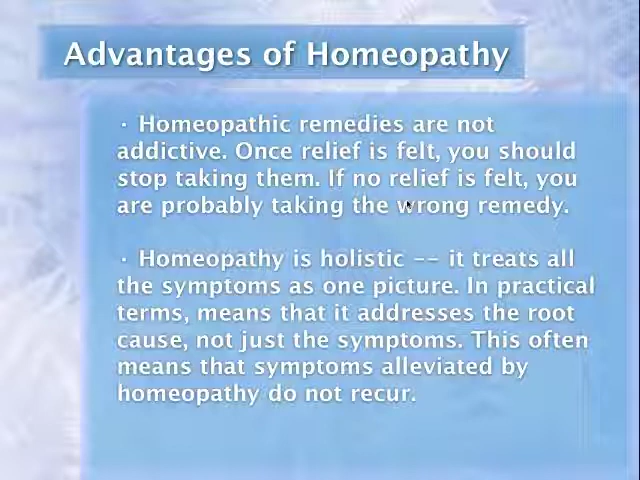 Advantages of Homeopathy
· Homeopathic remedies are not
addictive. Once relief is felt, you should
stop taking them. If no relief is felt, you
are probably taking the wrong remedy.
· Homeopathy is holistic -- it treats all
the symptoms as one picture. In practical
terms, means that it addresses the root
cause, not just the symptoms. This often
means that symptoms alleviated by
homeopathy do not recur.